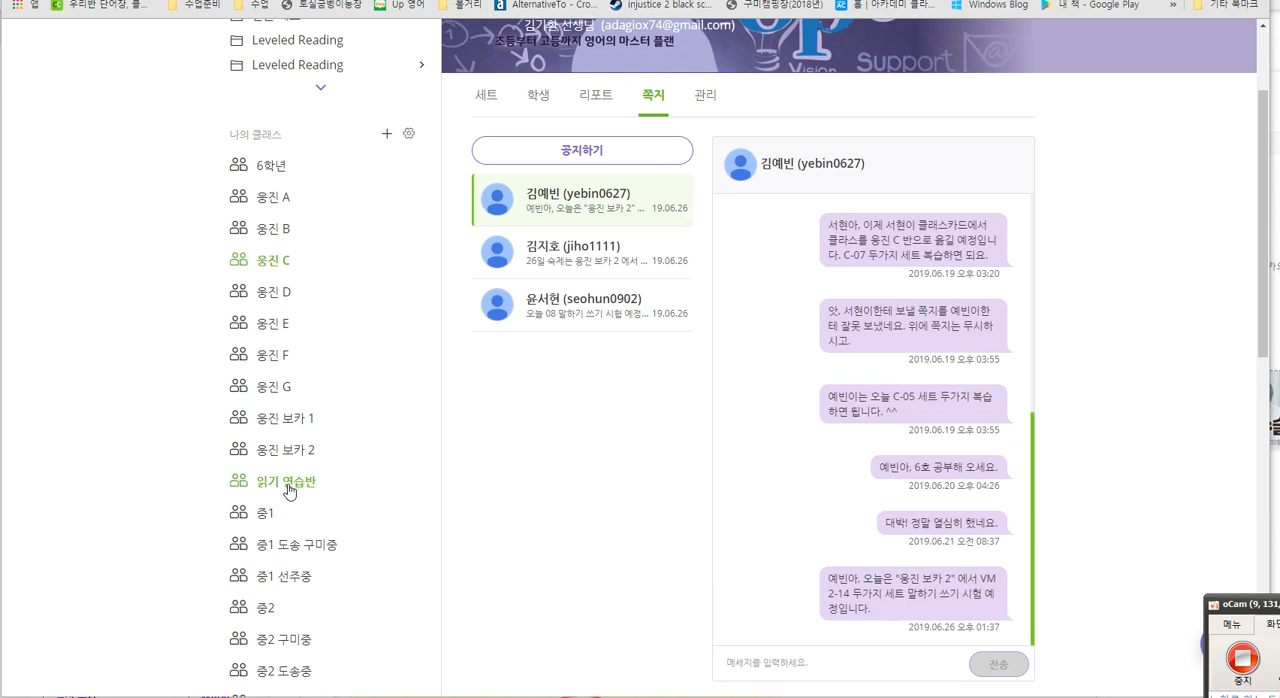 앱
우리반 단어장, 클...
수업준비
수업
토실공방이능장
Up 영어
볼거리
AlternativeTo - Cro...
injustice 2 black sc...
구미캠핑장(2018년)
홈 | 아카데미 클라...
Windows Blog
내 책 - Google Play
»
기타 북마크
Leveled Reading
Leveled Reading
나의 클래스
6학년
웅진 A
웅진 B
웅진 C
웅진 D
웅진 E
웅진 F
웅진 G
웅진 보카 1
웅진 보카 2
읽기 연습반
중1
중1 도송 구미중
중1 선주중
중2
중2 구미중
중2 도송중
선생님 (adagiox74@gmail.com)
초등부터 고등까지 영어의 마스터 플랜
Vision
Support
세트
학생
리포트
쪽지
관리
공지하기
김예빈 (yebin0627)
예빈아, 오늘은 "웅진 보카 2" ... 19.06.26
김지호 (jiho1111)
26일 숙제는 웅진 보카 2 에서 ... 19.06.26
윤서현 (seohun0902)
오늘 08 말하기 쓰기 시험 예정... 19.06.26
김예빈 (yebin0627)
서현아, 이제 서현이 클래스카드에서
클라스를 웅진 C 반으로 옮길 예정입니
다. C-07 두가지 세트 복습하면 되요.
2019.06.19 오후 03:20
앗, 서현이한테 보낼 쪽지를 예빈이한
테 잘못 보냈네요. 위에 쪽지는 무시하
시고.
2019.06.19 오후 03:55
예빈이는 오늘 C-05 세트 두가지 복습
하면 됩니다. ^^
2019.06.19 오후 03:55
예빈아, 6호 공부해 오세요.
2019.06.20 오후 04:26
대박! 정말 열심히 했네요.
2019.06.21 오전 08:37
예빈아, 오늘은 "웅진 보카 2" 에서 VM
2-14 두가지 세트 말하기 쓰기 시험 예
정입니다.
2019.06.26 오후 01:37
메세지를 입력하세요.
전송
oCam (9, 131,
메뉴
화면
중지